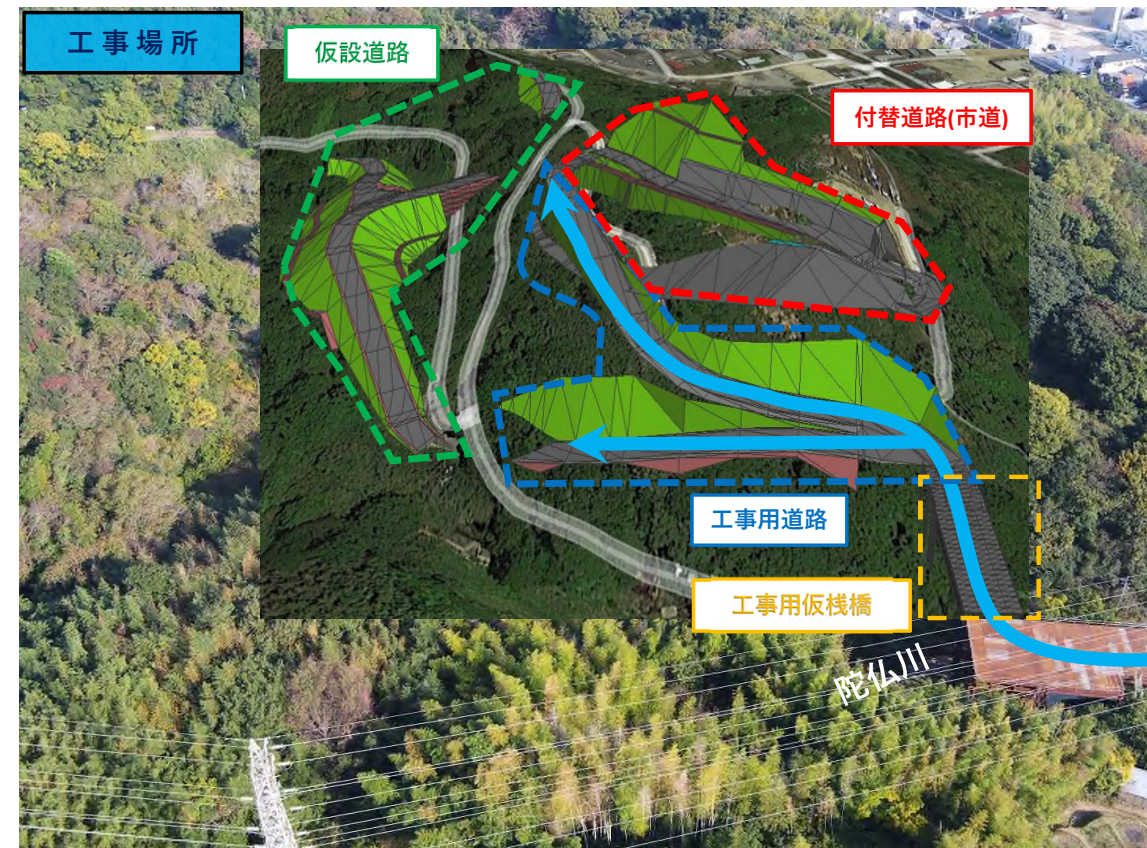 工事場所
仮設道路
付替道路(市道)
工事用道路
工事用仮桟橋
陀仏川